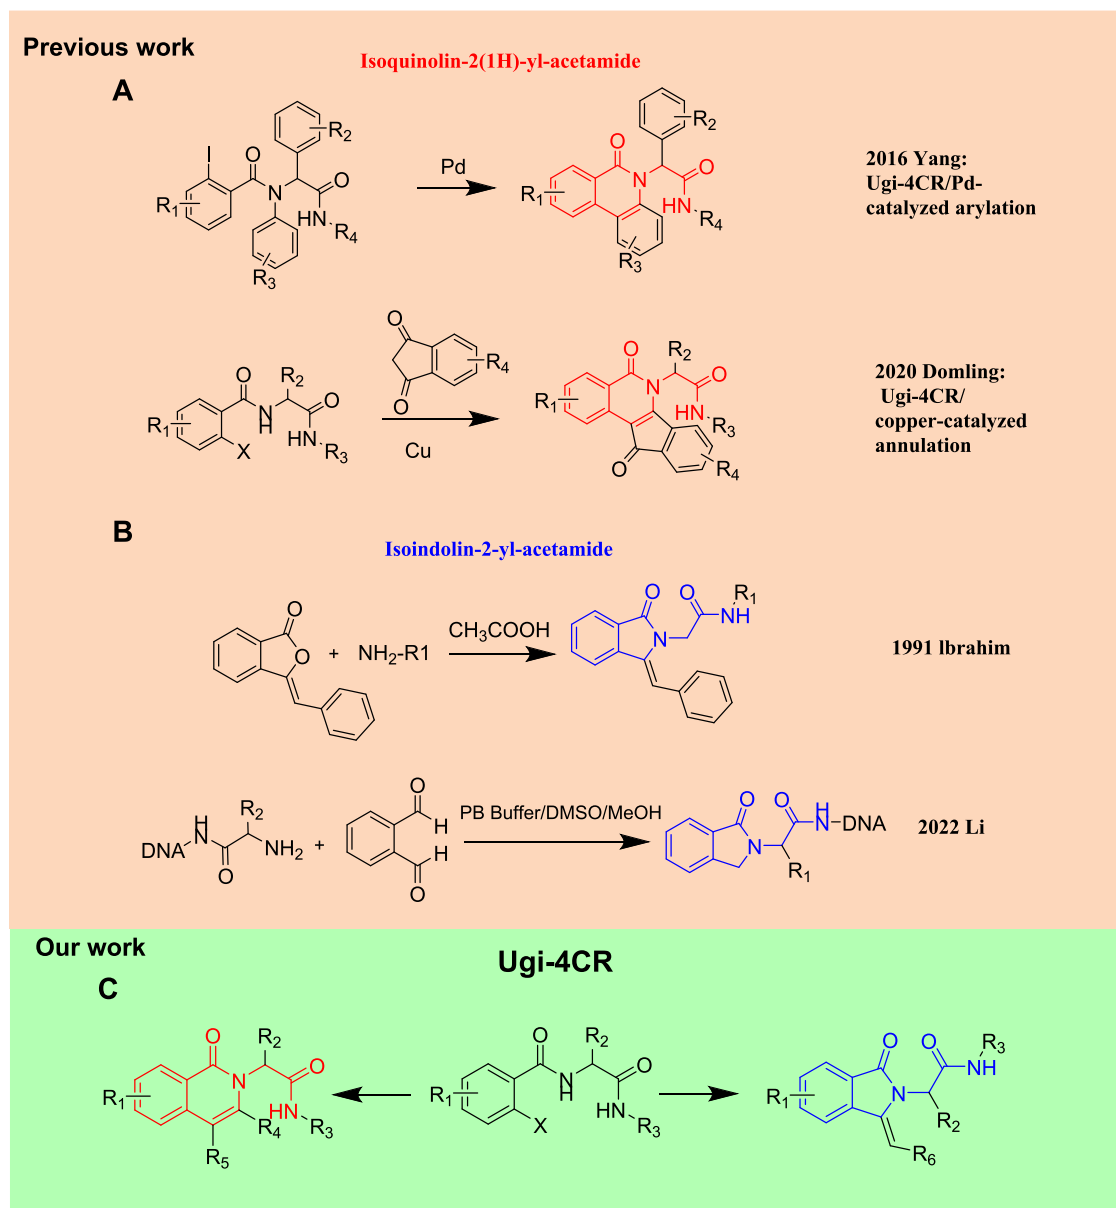 Previous work
A
Isoquinolin-2(1H)-yl-acetamide
I
O
R2
R1
N
O
HN
R4
R3
Pd
O
R2
R1
N
O
HN
R4
R3
2016 Yang:
Ugi-4CR/Pd-
catalyzed arylation
O
R4
O
Cu
R1
O
R2
N
H
O
HN
R3
X
O
R2
R1
N
O
HN
R3
O
R4
2020 Domling:
Ugi-4CR/
copper-catalyzed
annulation
B
Isoindolin-2-yl-acetamide
O
O
+
NH2-R1
CH3COOH
O
N
O
R1
NH
1991 lbrahim
DNA
H
N
O
R2
NH2
+
O
H
H
O
PB Buffer/DMSO/MeOH
O
N
O
H
N
DNA
R1
2022 Li
Our work
Ugi-4CR
C
O
R2
R1
N
O
HN
R3
R4
R5
R1
O
R2
N
H
O
HN
R3
X
O
R1
N
O
R3
NH
R2
R6